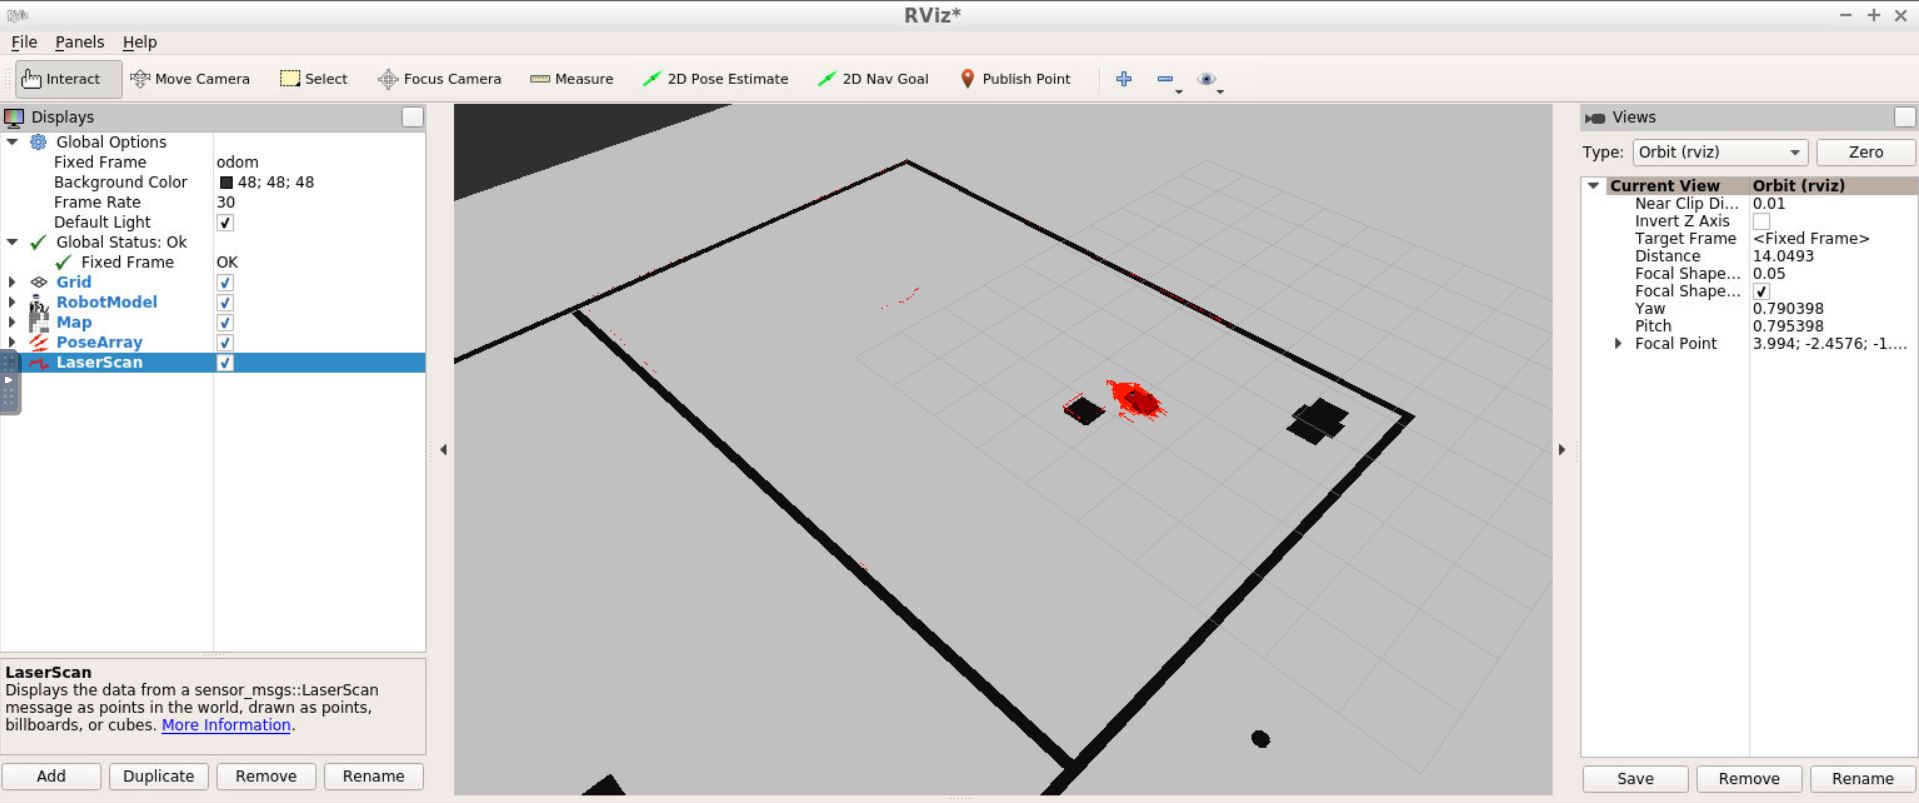 RViz*
File Panels Help
Interact Move Camera Select Focus Camera Measure 2D Pose Estimate 2D Nav Goal Publish Point
Displays
Global Options
Fixed Frame odom
Background Color 48; 48; 48
Frame Rate 30
Default Light
Global Status: Ok
Fixed Frame OK
Grid
RobotModel
Map
PoseArray
LaserScan
LaserScan
Displays the data from a sensor_msgs::LaserScan
message as points in the world, drawn as points,
billboards, or cubes. More Information.
Add Duplicate Remove Rename
Views
Type: Orbit (rviz) Zero
Current View Orbit (rviz)
Near Clip Di... 0.01
Invert Z Axis
Target Frame <Fixed Frame>
Distance 14.0493
Focal Shape... 0.05
Focal Shape...
Yaw 0.790398
Pitch 0.795398
Focal Point 3.994; -2.4576; -1....
Save Remove Rename